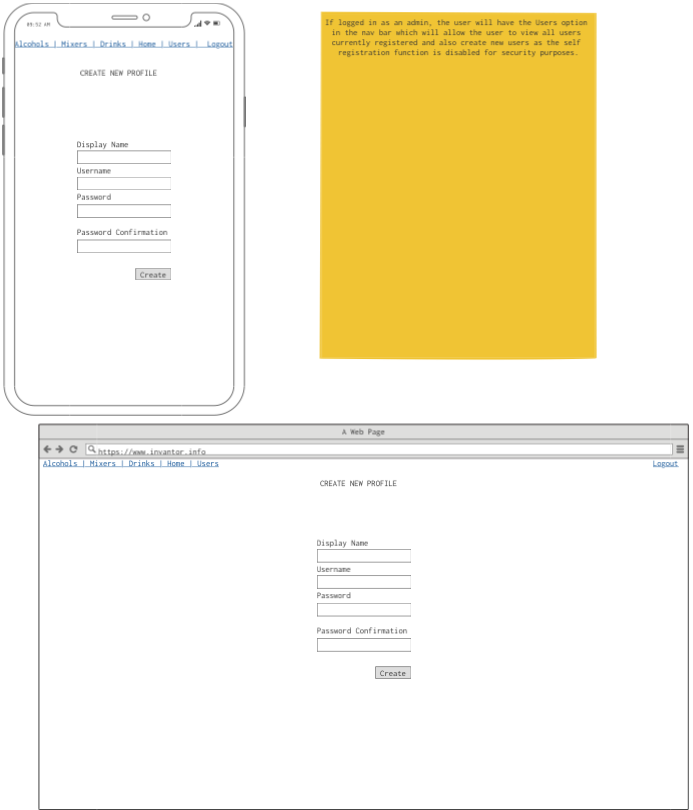 09:52 AM
Alcohols | Mixers | Drinks | Home | Users | Logout
CREATE NEW PROFILE
Display Name
Username
Password
Password Confirmation
Create
If logged in as an admin, the user will have the Users option
in the nav bar which will allow the user to view all users
currently registered and also create new users as the self
registration function is disabled for security purposes.
A Web Page
https://www.invantor.info
Alcohols | Mixers | Drinks | Home | Users
Logout
CREATE NEW PROFILE
Display Name
Username
Password
Password Confirmation
Create